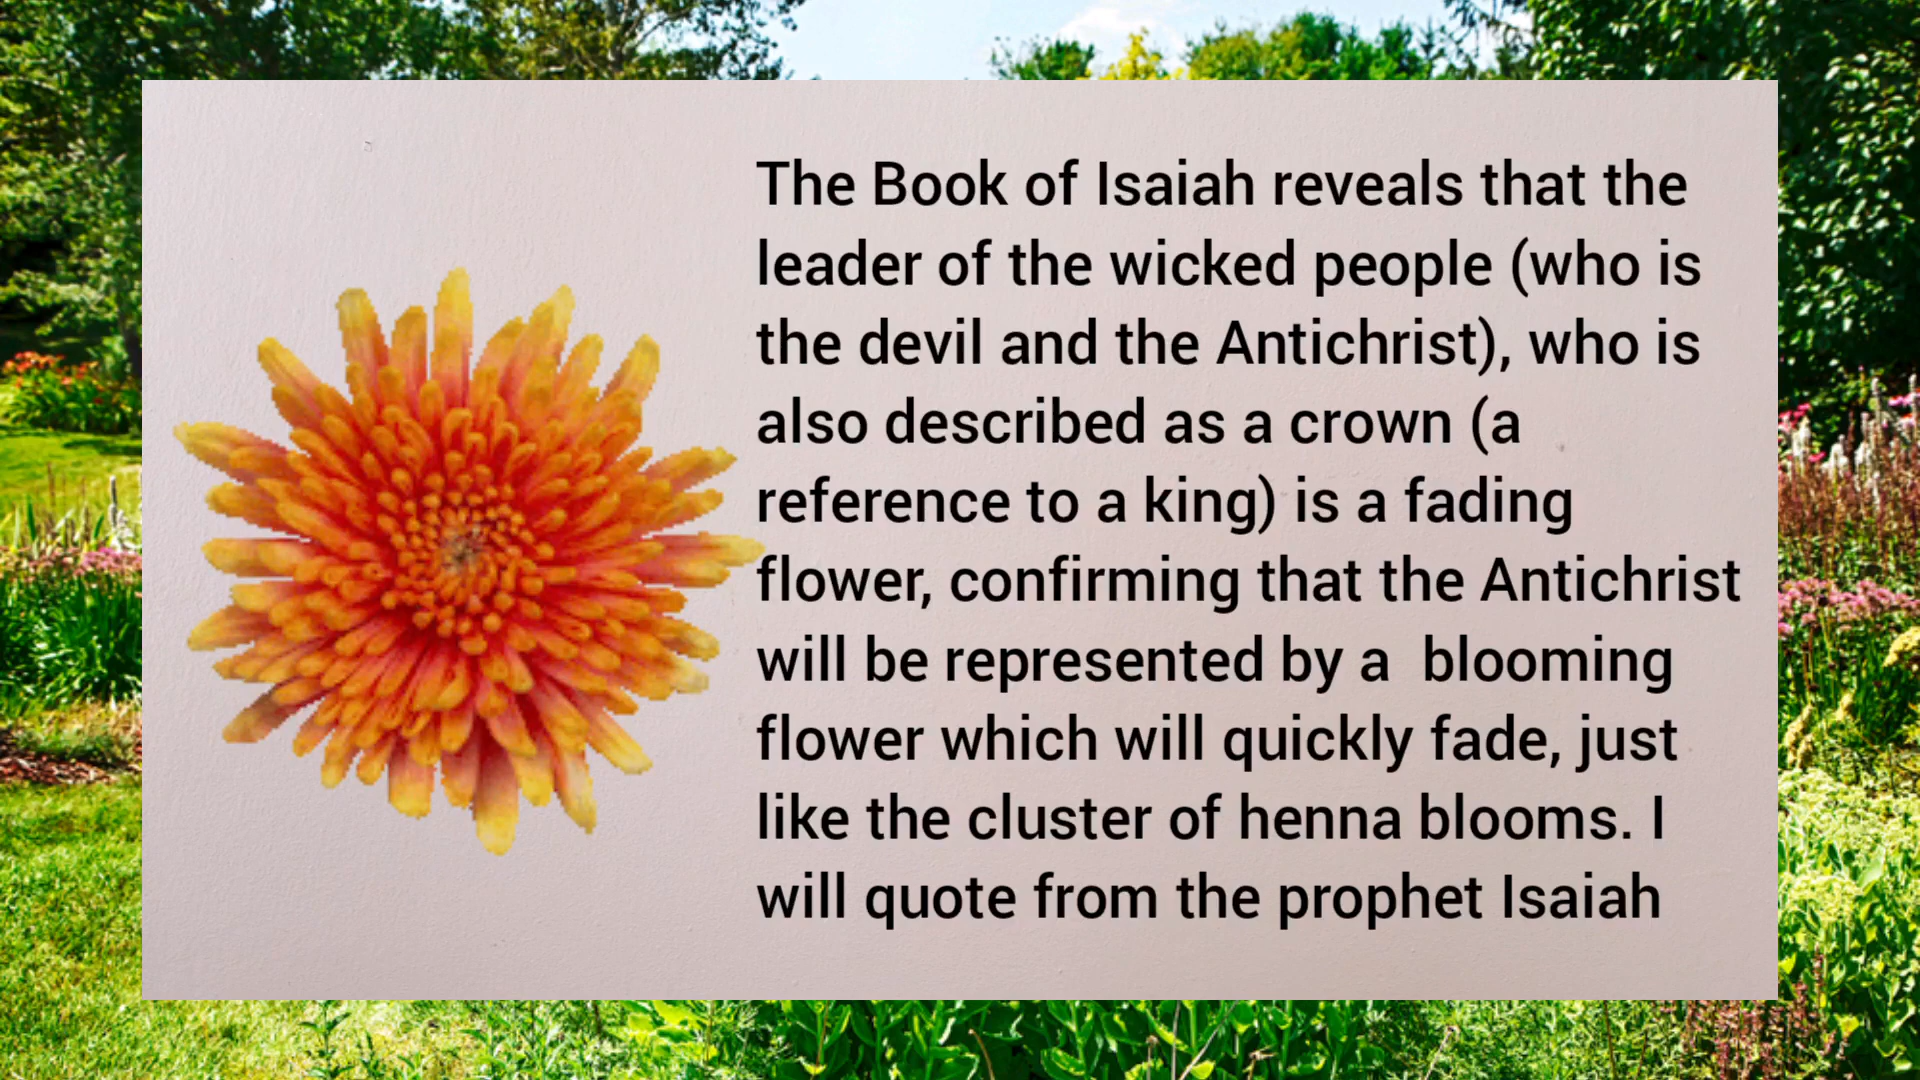 The Book of Isaiah reveals that the
leader of the wicked people (who is
the devil and the Antichrist), who is
also described as a crown (a
reference to a king) is a fading
flower, confirming that the Antichrist
will be represented by a  blooming
flower which will quickly fade, just
like the cluster of henna blooms. I
will quote from the prophet Isaiah